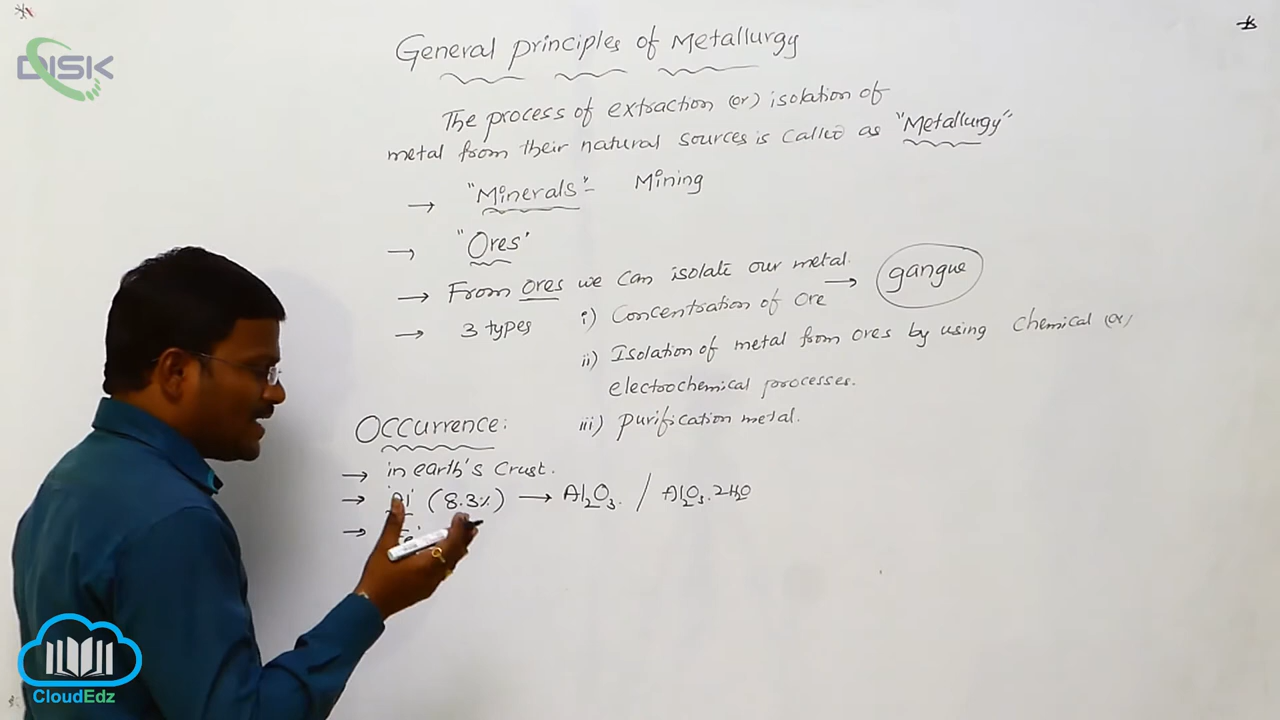 DISK
General principles of Metallurgy
The process of extraction (or) isolation of
metal from their natural sources is called as "Metallurgy"
→ "Minerals" - Mining
→ "Ores"
→ From ores we can isolate our metal.
→ 3 types i) Concentration of Ore → gangue
ii) Isolation of metal from ores by using chemical (or)
electrochemical processes.
iii) purification metal.
Occurrence:
→ in earth's crust.
→ 'Al' (8.3%) → Al2O3. / Al2O3.2H2O
→
CloudEdz